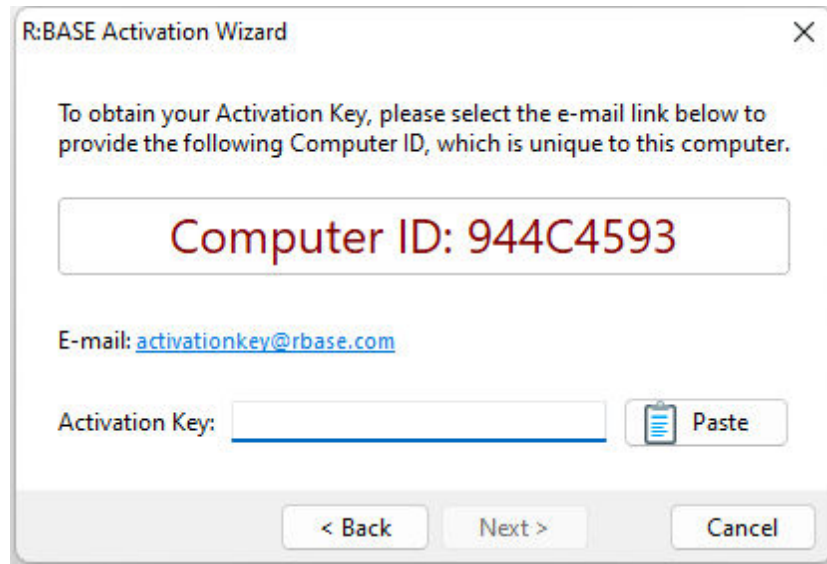 R:BASE Activation Wizard
To obtain your Activation Key, please select the e-mail link below to
provide the following Computer ID, which is unique to this computer.
Computer ID: 944C4593
E-mail: activationkey@rbase.com
Activation Key:
Paste
< Back
Next >
Cancel